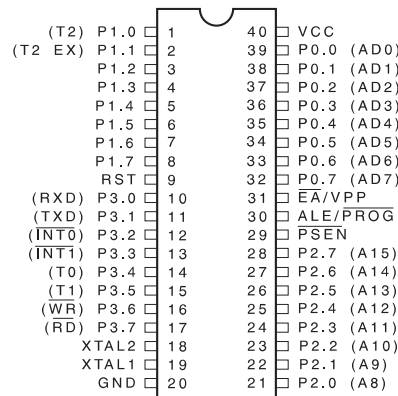 (T2) P1.0 1 40 VCC
(T2 EX) P1.1 2 39 P0.0 (AD0)
P1.2 3 38 P0.1 (AD1)
P1.3 4 37 P0.2 (AD2)
P1.4 5 36 P0.3 (AD3)
P1.5 6 35 P0.4 (AD4)
P1.6 7 34 P0.5 (AD5)
P1.7 8 33 P0.6 (AD6)
RST 9 32 P0.7 (AD7)
(RXD) P3.0 10 31 E̅A̅/VPP
(TXD) P3.1 11 30 ALE/P̅R̅O̅G̅
(I̅N̅T̅0̅) P3.2 12 29 P̅S̅E̅N̅
(I̅N̅T̅1̅) P3.3 13 28 P2.7 (A15)
(T0) P3.4 14 27 P2.6 (A14)
(T1) P3.5 15 26 P2.5 (A13)
(W̅R̅) P3.6 16 25 P2.4 (A12)
(R̅D̅) P3.7 17 24 P2.3 (A11)
XTAL2 18 23 P2.2 (A10)
XTAL1 19 22 P2.1 (A9)
GND 20 21 P2.0 (A8)